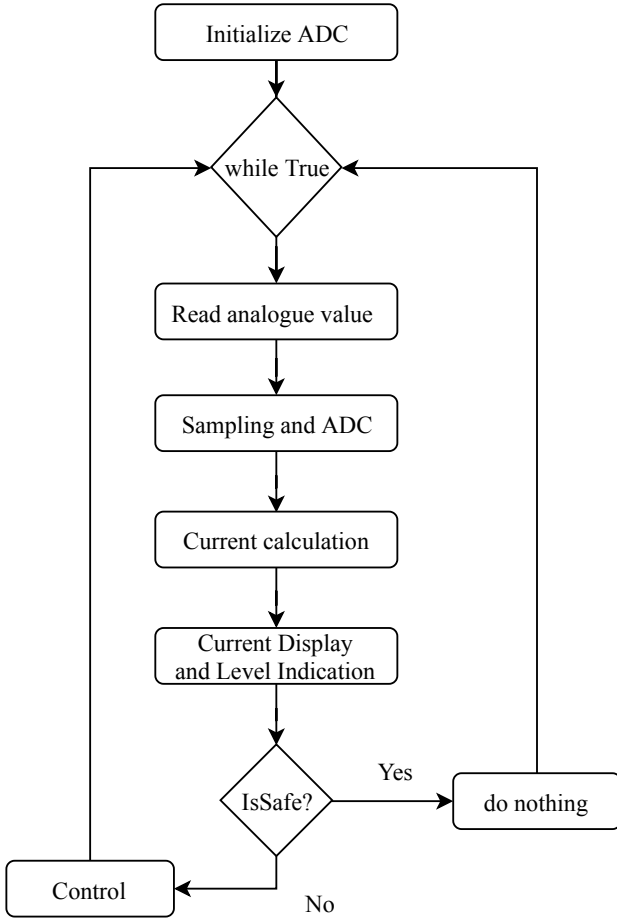 Initialize ADC
while True
Read analogue value
Sampling and ADC
Current calculation
Current Display
and Level Indication
IsSafe?
Yes
do nothing
Control
No